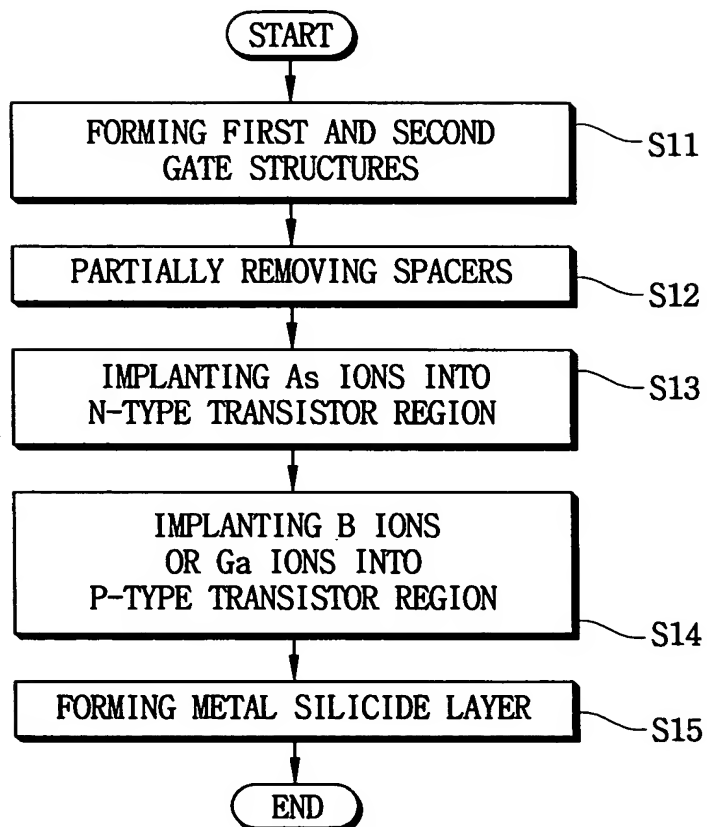 START
FORMING FIRST AND SECOND
GATE STRUCTURES
S11
PARTIALLY REMOVING SPACERS
S12
IMPLANTING As IONS INTO
N-TYPE TRANSISTOR REGION
S13
IMPLANTING B IONS
OR Ga IONS INTO
P-TYPE TRANSISTOR REGION
S14
FORMING METAL SILICIDE LAYER
S15
END